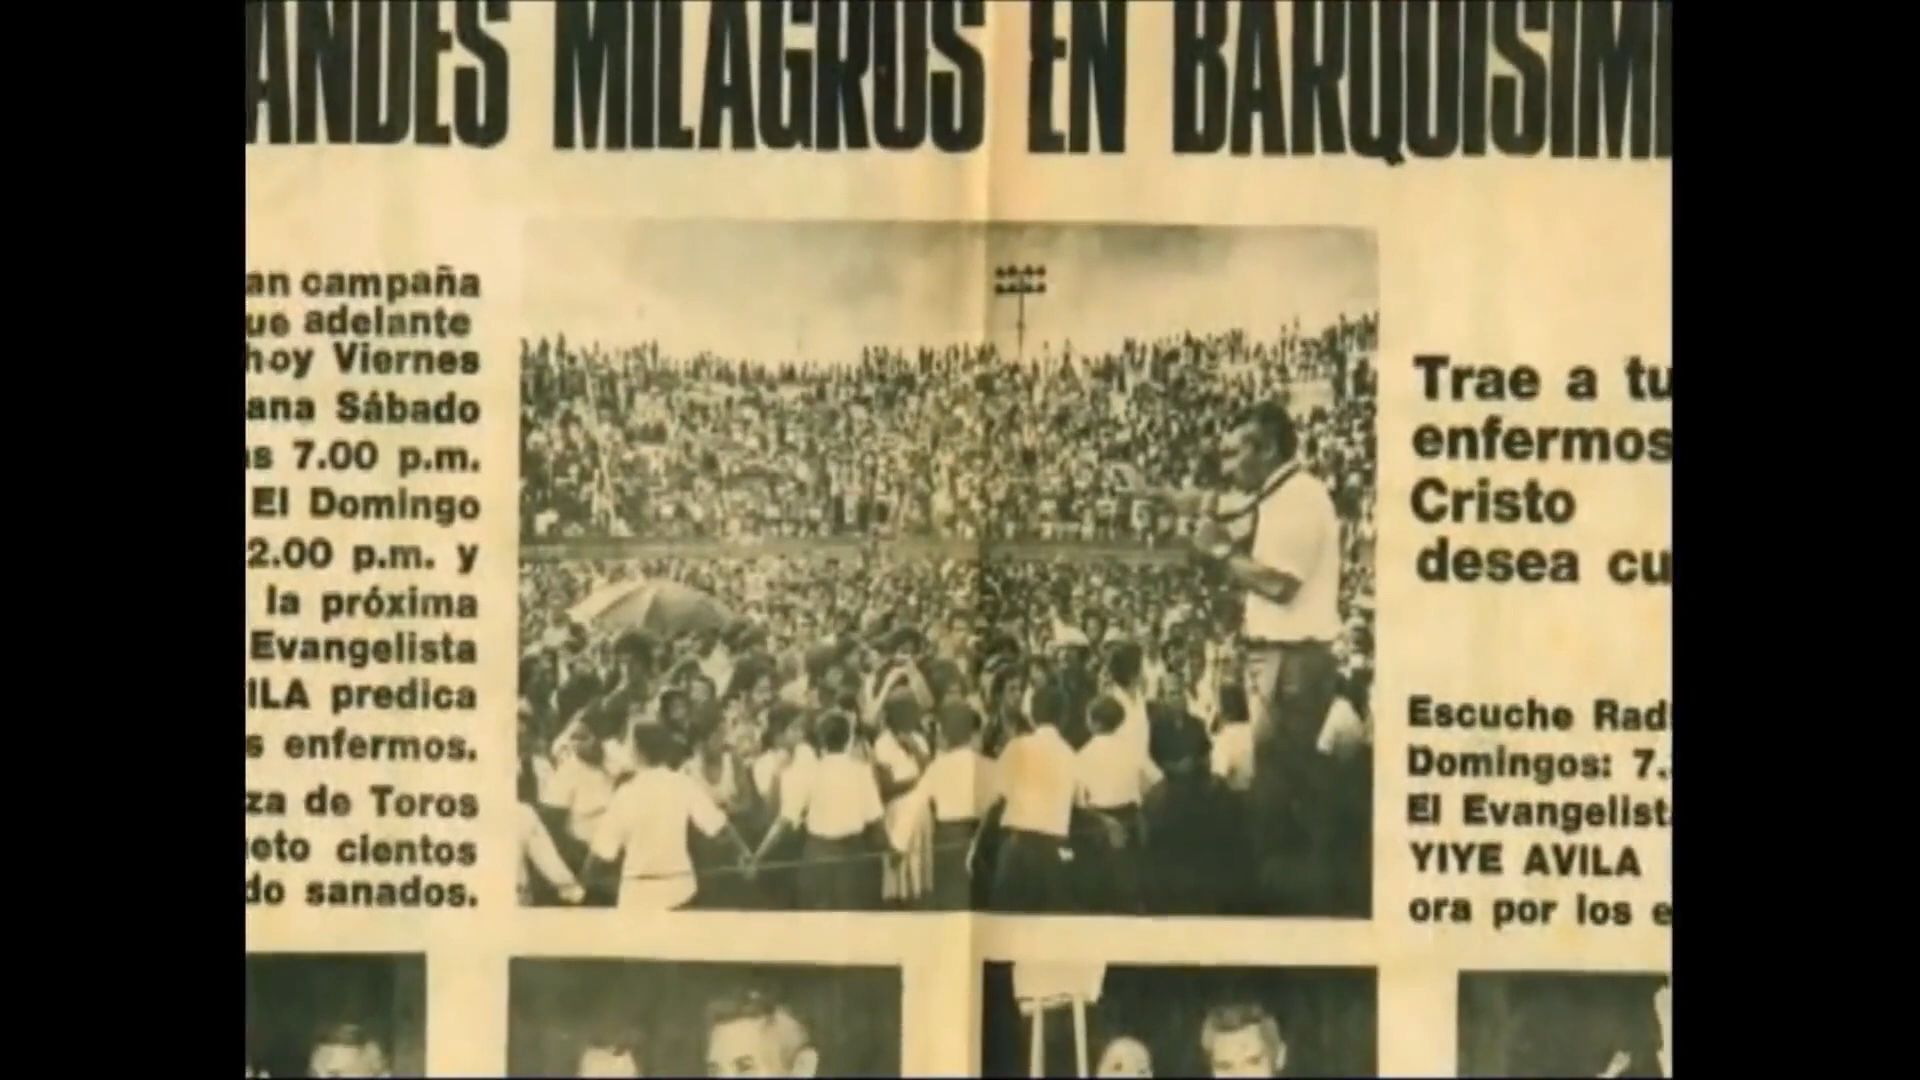 ANDES MILAGROS EN BARQUISIM
an campaña
ue adelante
hoy Viernes
ana Sábado
s 7.00 p.m.
El Domingo
2.00 p.m. y
la próxima
Evangelista
ILA predica
s enfermos.
za de Toros
eto cientos
do sanados.
Trae a tu
enfermos
Cristo
desea cu
Escuche Rad
Domingos: 7.
El Evangelist
YIYE AVILA
ora por los e